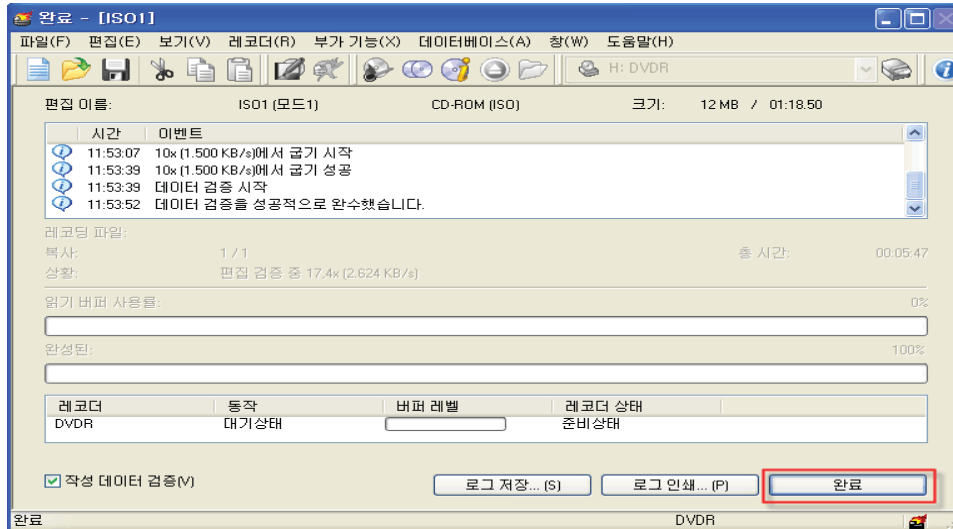 완료 - [ISO1]
파일(F) 편집(E) 보기(V) 레코더(R) 부가 기능(X) 데이터베이스(A) 창(W) 도움말(H)
H: DVDR
편집 이름: ISO1 (모드1) CD-ROM (ISO) 크기: 12 MB / 01:18.50
시간 이벤트
11:53:07 10x (1.500 KB/s)에서 굽기 시작
11:53:39 10x (1.500 KB/s)에서 굽기 성공
11:53:39 데이터 검증 시작
11:53:52 데이터 검증을 성공적으로 완수했습니다.
레코딩 파일:
복사: 1 / 1 총 시간: 00:05:47
상황: 편집 검증 중 17,4x (2.624 KB/s)
읽기 버퍼 사용률: 0%
완성된: 100%
레코더 동작 버퍼 레벨 레코더 상태
DVDR 대기상태 준비상태
작성 데이터 검증(V) 로그 저장... (S) 로그 인쇄... (P) 완료
완료 DVDR